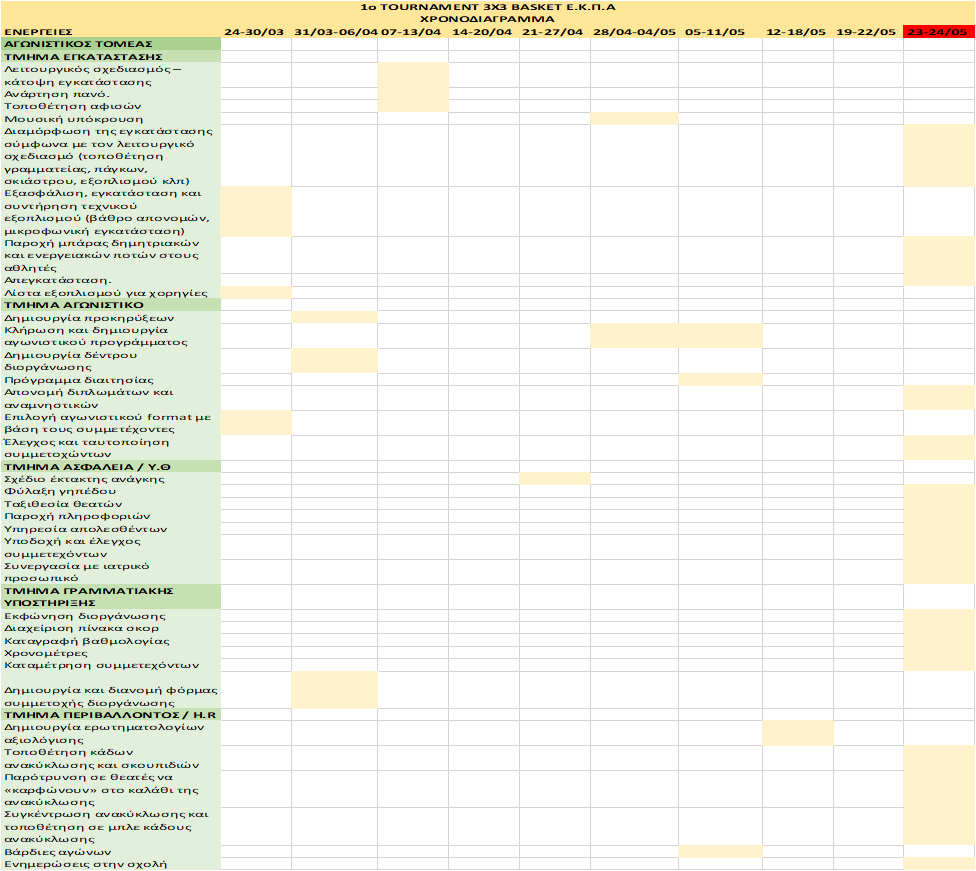 1ο TOURNAMENT 3X3 BASKET Ε.Κ.Π.Α
ΧΡΟΝΟΔΙΑΓΡΑΜΜΑ
ΕΝΕΡΓΕΙΕΣ 24-30/03 31/03-06/04 07-13/04 14-20/04 21-27/04 28/04-04/05 05-11/05 12-18/05 19-22/05 23-24/05
ΑΓΩΝΙΣΤΙΚΟΣ ΤΟΜΕΑΣ
ΤΜΗΜΑ ΕΓΚΑΤΑΣΤΑΣΗΣ
Λειτουργικός σχεδιασμός –
κάτοψη εγκατάστασης
Ανάρτηση πανό.
Τοποθέτηση αφισών
Μουσική υπόκρουση
Διαμόρφωση της εγκατάστασης
σύμφωνα με τον λειτουργικό
σχεδιασμό (τοποθέτηση
γραμματείας, πάγκων,
σκιάστρου, εξοπλισμού κλπ)
Εξασφάλιση, εγκατάσταση και
συντήρηση τεχνικού
εξοπλισμού (βάθρο απονομών,
μικροφωνική εγκατάσταση)
Παροχή μπάρας δημητριακών
και ενεργειακών ποτών στους
αθλητές
Απεγκατάσταση.
Λίστα εξοπλισμού για χορηγίες
ΤΜΗΜΑ ΑΓΩΝΙΣΤΙΚΟ
Δημιουργία προκηρύξεων
Κλήρωση και δημιουργία
αγωνιστικού προγράμματος
Δημιουργία δέντρου
διοργάνωσης
Πρόγραμμα διαιτησίας
Απονομή διπλωμάτων και
αναμνηστικών
Επιλογή αγωνιστικού format με
βάση τους συμμετέχοντες
Έλεγχος και ταυτοποίηση
συμμετοχώντων
ΤΜΗΜΑ ΑΣΦΑΛΕΙΑ / Υ.Θ
Σχέδιο έκτακτης ανάγκης
Φύλαξη γηπέδου
Ταξιθεσία θεατών
Παροχή πληροφοριών
Υπηρεσία απολεσθέντων
Υποδοχή και έλεγχος
συμμετεχόντων
Συνεργασία με ιατρικό
προσωπικό
ΤΜΗΜΑ ΓΡΑΜΜΑΤΙΑΚΗΣ
ΥΠΟΣΤΗΡΙΞΗΣ
Εκφώνηση διοργάνωσης
Διαχείριση πίνακα σκορ
Καταγραφή βαθμολογίας
Χρονομέτρες
Καταμέτρηση συμμετεχόντων
Δημιουργία και διανομή φόρμας
συμμετοχής διοργάνωσης
ΤΜΗΜΑ ΠΕΡΙΒΑΛΛΟΝΤΟΣ / H.R
Δημιουργία ερωτηματολογίων
αξιολόγισης
Τοποθέτηση κάδων
ανακύκλωσης και σκουπιδιών
Παρότρυνση σε θεατές να
«καρφώνουν» στο καλάθι της
ανακύκλωσης
Συγκέντρωση ανακύκλωσης και
τοποθέτηση σε μπλε κάδους
ανακύκλωσης
Βάρδιες αγώνων
Ενημερώσεις στην σχολή